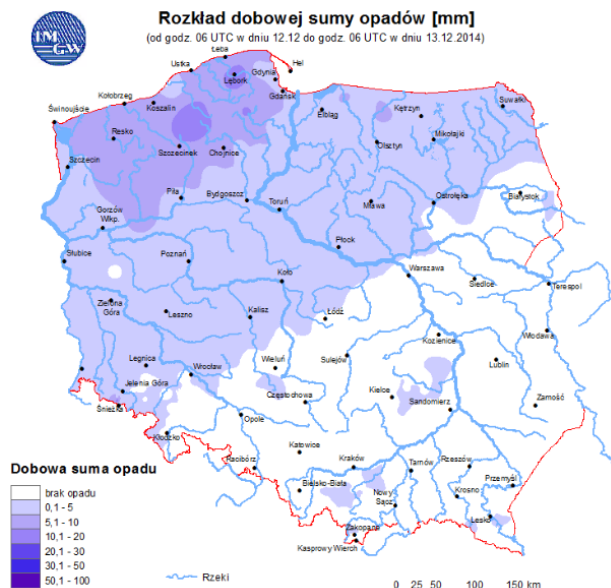 IM
GW
Rozkład dobowej sumy opadów [mm]
(od godz. 06 UTC w dniu 12.12 do godz. 06 UTC w dniu 13.12.2014)
Łeba
Hel
Ustka
Gdynia
Lębork
Gdańsk
Kołobrzeg
Koszalin
Świnoujście
Elbląg
Kętrzyn
Suwałki
Resko
Mikołajki
Olsztyn
Szczecinek
Chojnice
Szczecin
Piła
Bydgoszcz
Toruń
Mława
Ostrołęka
Białystok
Gorzów
Wlkp.
Płock
Słubice
Poznań
Koło
Warszawa
Siedlce
Terespol
Zielona
Góra
Leszno
Kalisz
Łódź
Kozienice
Włodawa
Legnica
Wrocław
Wieluń
Sulejów
Lublin
Jelenia Góra
Śnieżka
Częstochowa
Kielce
Sandomierz
Zamość
Kłodzko
Opole
Katowice
Racibórz
Kraków
Tarnów
Rzeszów
Przemyśl
Bielsko-Biała
Nowy
Sącz
Krosno
Lesko
Zakopane
Kasprowy Wierch
Dobowa suma opadu
brak opadu
0,1 - 5
5,1 - 10
10,1 - 20
20,1 - 30
30,1 - 50
50,1 - 100
Rzeki
0 25 50 100 150 km